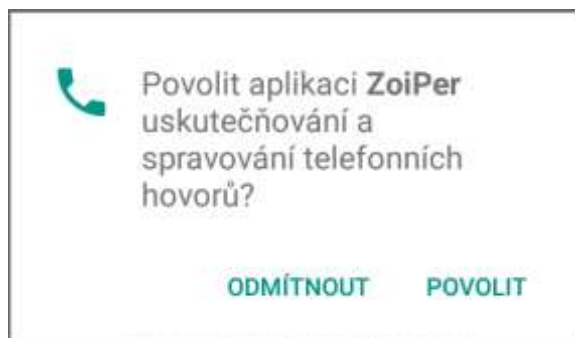 Povolit aplikaci ZoiPer
uskutečňování a
spravování telefonních
hovorů?
ODMÍTNOUT POVOLIT